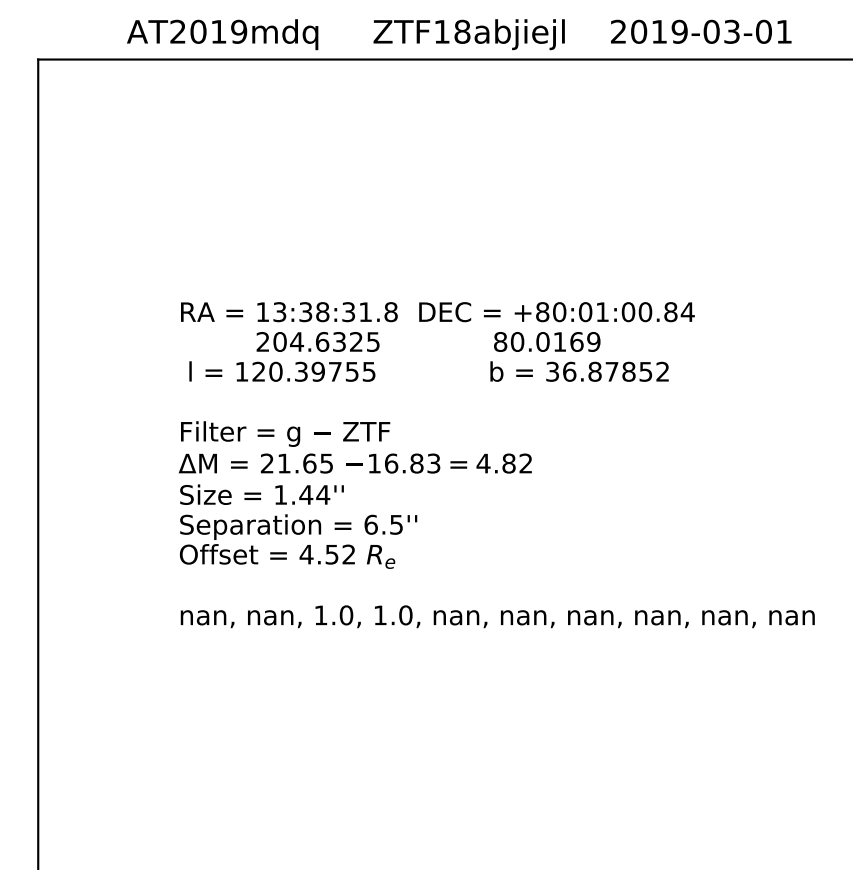 AT2019mdq ZTF18abjiejl 2019-03-01
RA = 13:38:31.8 DEC = +80:01:00.84
204.6325 80.0169
l = 120.39755 b = 36.87852
Filter = g − ZTF
ΔM = 21.65 −16.83 = 4.82
Size = 1.44''
Separation = 6.5''
Offset = 4.52 Rₑ
nan, nan, 1.0, 1.0, nan, nan, nan, nan, nan, nan